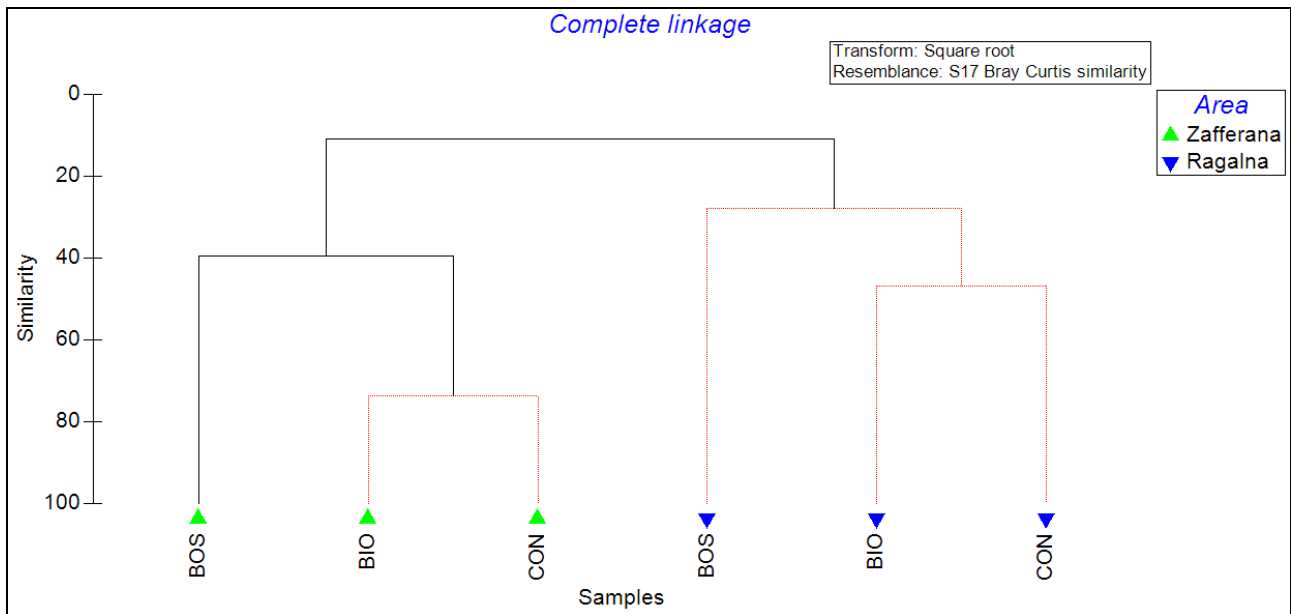 Complete linkage
Transform: Square root
Resemblance: S17 Bray Curtis similarity
Area
Zafferana
Ragalna
Similarity
0
20
40
60
80
100
BOS
BIO
CON
BOS
BIO
CON
Samples